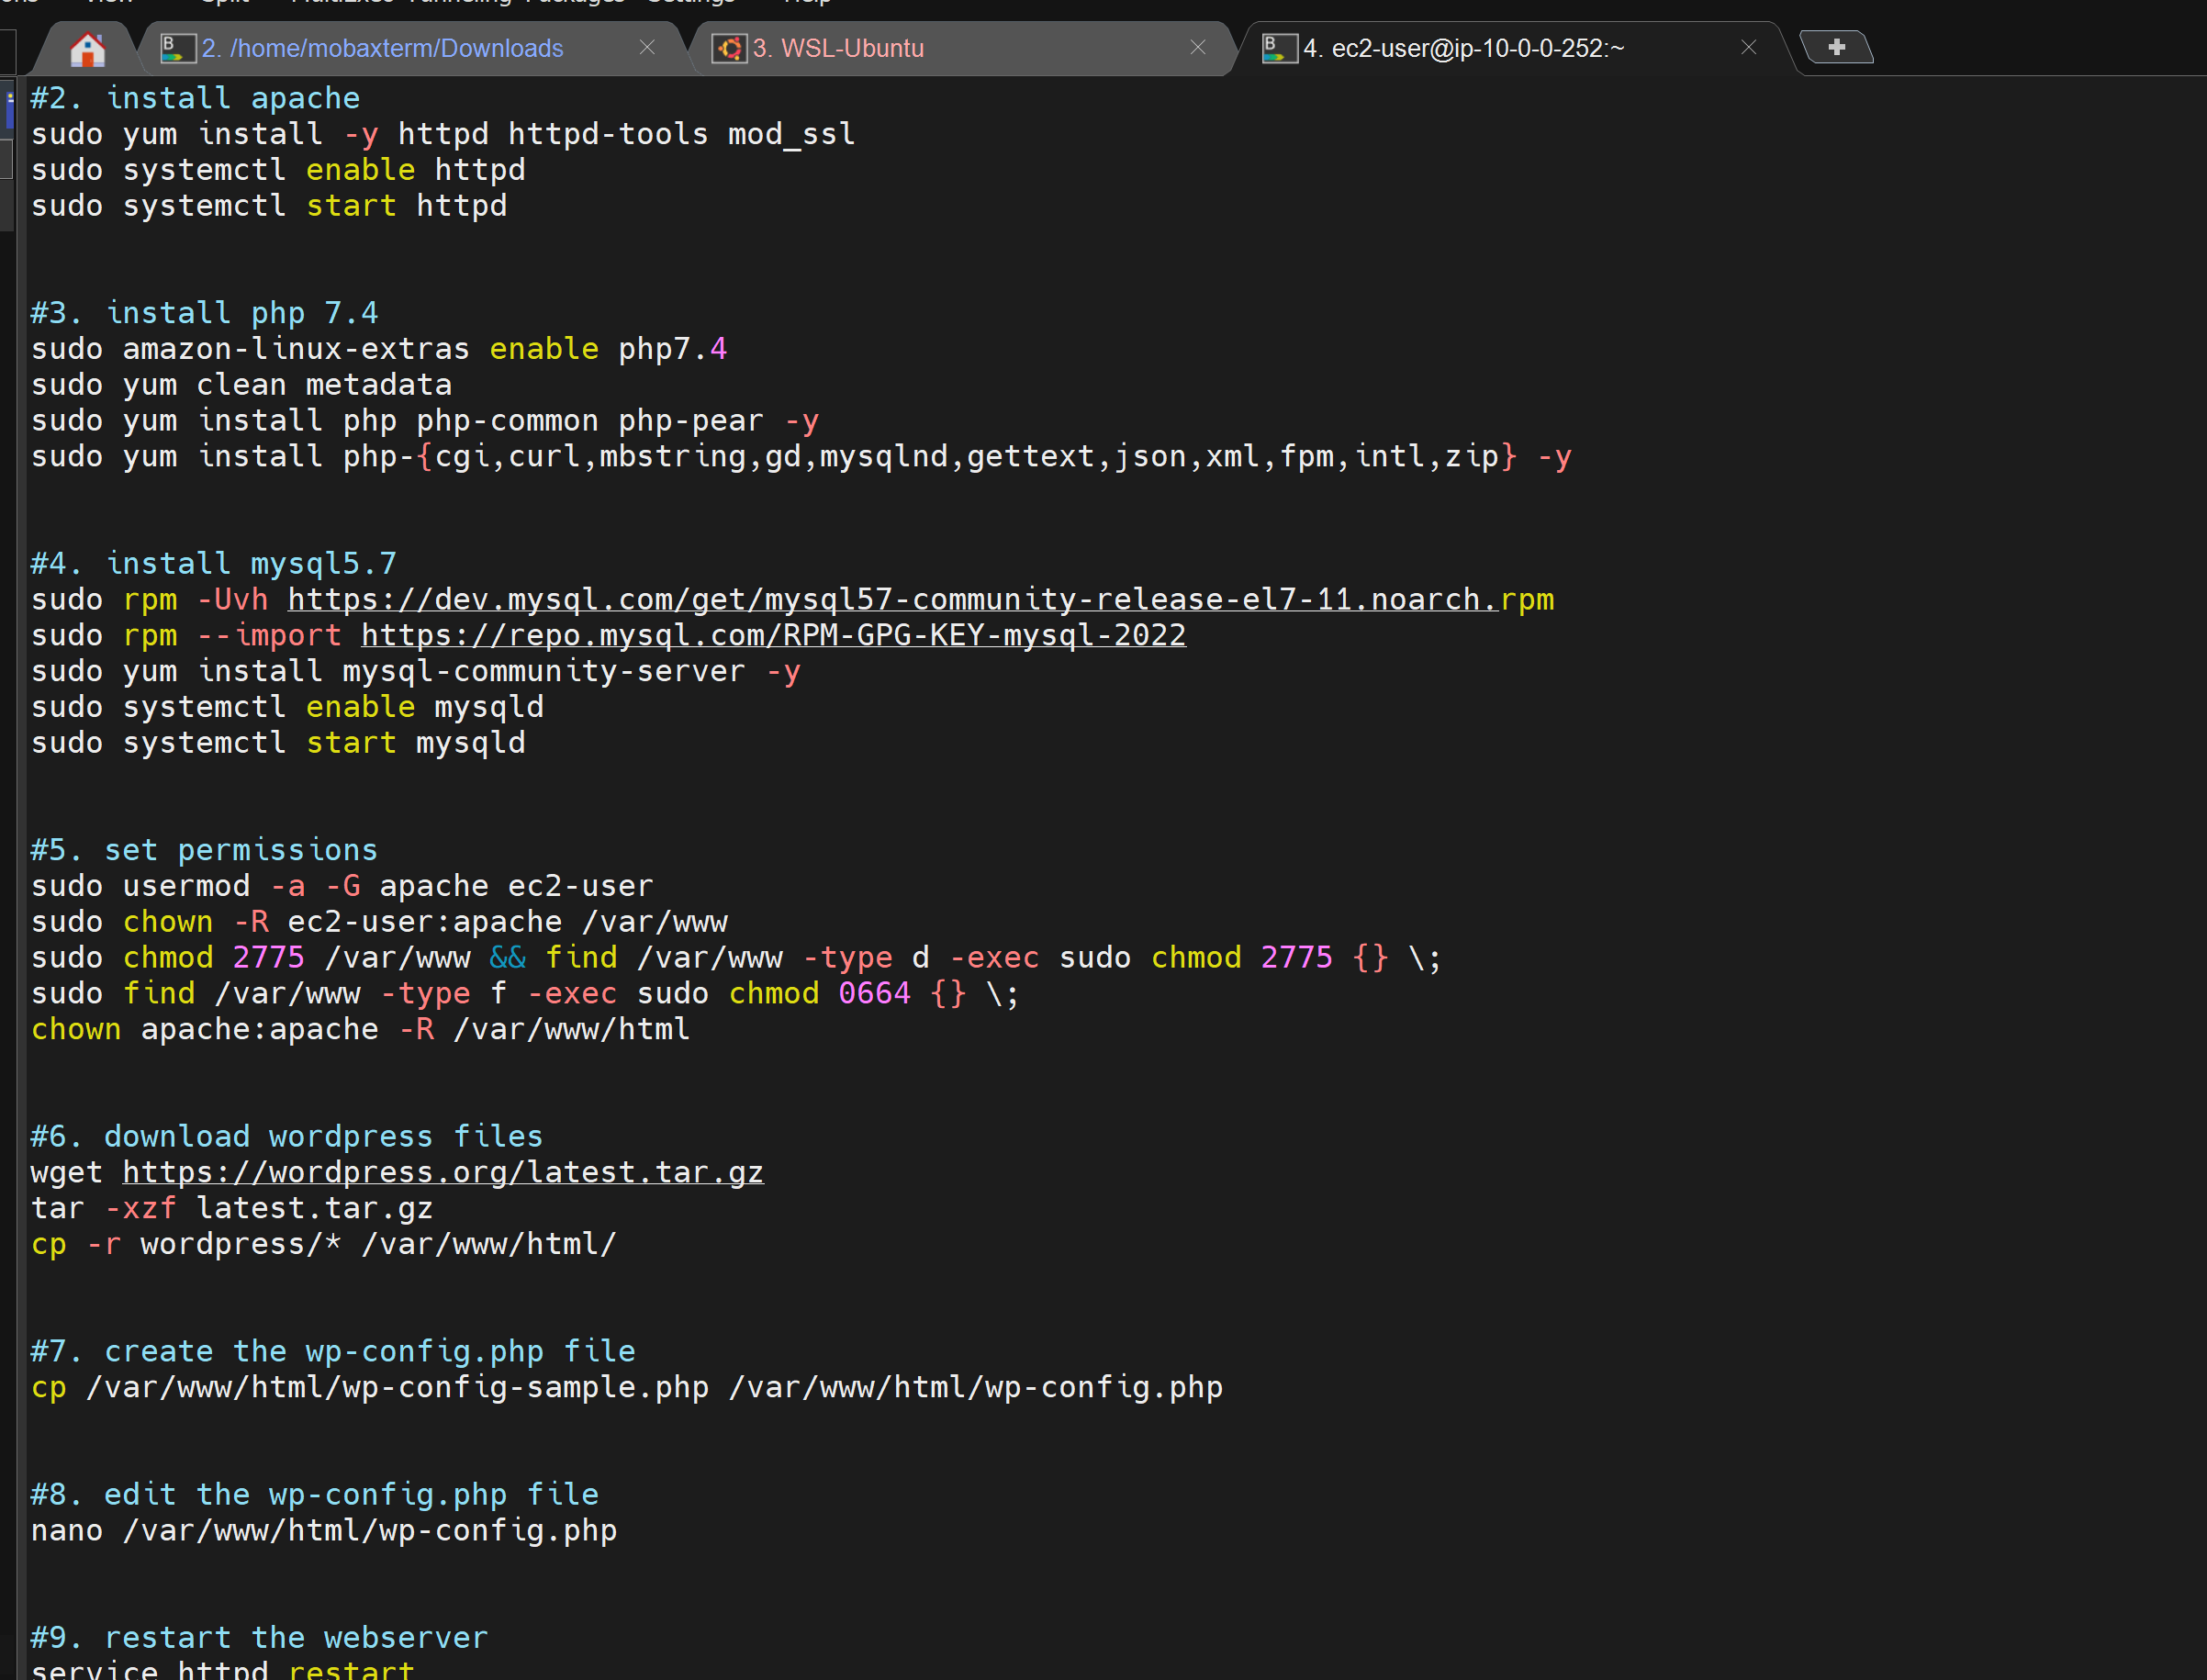 View Split MultiExec Tunneling Packages Settings Help
2. /home/mobaxterm/Downloads
3. WSL-Ubuntu
4. ec2-user@ip-10-0-0-252:~
#2. install apache
sudo yum install -y httpd httpd-tools mod_ssl
sudo systemctl enable httpd
sudo systemctl start httpd
#3. install php 7.4
sudo amazon-linux-extras enable php7.4
sudo yum clean metadata
sudo yum install php php-common php-pear -y
sudo yum install php-{cgi,curl,mbstring,gd,mysqlnd,gettext,json,xml,fpm,intl,zip} -y
#4. install mysql5.7
sudo rpm -Uvh https://dev.mysql.com/get/mysql57-community-release-el7-11.noarch.rpm
sudo rpm --import https://repo.mysql.com/RPM-GPG-KEY-mysql-2022
sudo yum install mysql-community-server -y
sudo systemctl enable mysqld
sudo systemctl start mysqld
#5. set permissions
sudo usermod -a -G apache ec2-user
sudo chown -R ec2-user:apache /var/www
sudo chmod 2775 /var/www && find /var/www -type d -exec sudo chmod 2775 {} \;
sudo find /var/www -type f -exec sudo chmod 0664 {} \;
chown apache:apache -R /var/www/html
#6. download wordpress files
wget https://wordpress.org/latest.tar.gz
tar -xzf latest.tar.gz
cp -r wordpress/* /var/www/html/
#7. create the wp-config.php file
cp /var/www/html/wp-config-sample.php /var/www/html/wp-config.php
#8. edit the wp-config.php file
nano /var/www/html/wp-config.php
#9. restart the webserver
service httpd restart